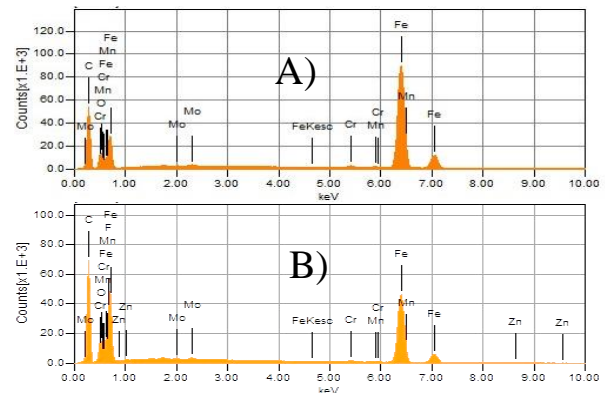 Counts[x1.E+3]
120.0
100.0
80.0
60.0
40.0
20.0
0.0
Fe
Mn
C Fe
Cr
Mn
O
Cr
Mo
A)
Mo
Mo
FeKesc
Cr
Cr
Mn
Fe
Mn
Fe
0.00 1.00 2.00 3.00 4.00 5.00 6.00 7.00 8.00 9.00 10.00
keV
Counts[x1.E+3]
100.0
80.0
60.0
40.0
20.0
0.0
Fe
C F
Mn
Fe
Cr
Mn
O
Cr
Mo
Zn
Zn
B)
Mo
Mo
FeKesc
Cr
Cr
Mn
Fe
Mn
Fe
Zn
Zn
0.00 1.00 2.00 3.00 4.00 5.00 6.00 7.00 8.00 9.00 10.00
keV